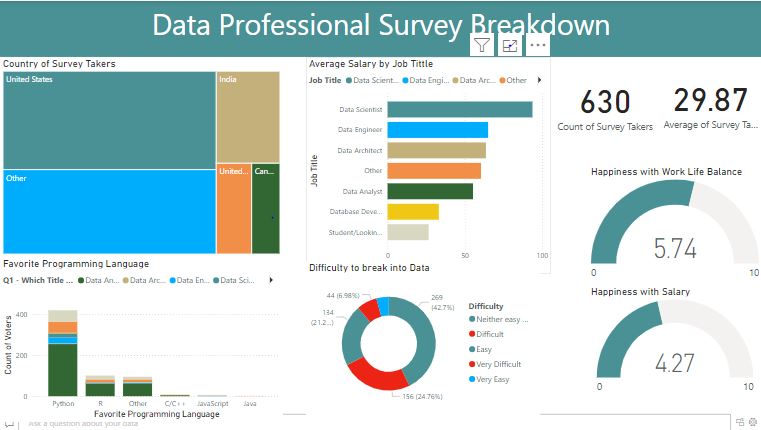 Data Professional Survey Breakdown
Country of Survey Takers
United States
India
Other
United...
Can...
Average Salary by Job Tittle
Job Title Data Scient... Data Engi... Data Arc... Other
Job Title
Data Scientist
Data Engineer
Data Architect
Other
Data Analyst
Database Deve...
Student/Lookin...
0 50 100
630
Count of Survey Takers
29.87
Average of Survey Ta...
Happiness with Work Life Balance
5.74
0 10
Happiness with Salary
4.27
0 10
Favorite Programming Language
Q1 - Which Title ... Data An... Data Arc... Data En... Data Sci...
Count of Voters
400
200
0
Python R Other C/C++ JavaScript Java
Favorite Programming Language
Difficulty to break into Data
44 (6.98%)
269
(42.7%)
134
(21.2...)
156 (24.76%)
Difficulty
Neither easy ...
Difficult
Easy
Very Difficult
Very Easy
Ask a question about your data